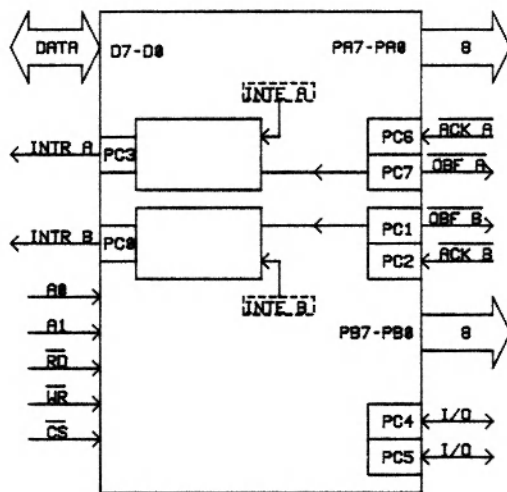 DATA D7-D0 PA7-PA0 8
INTE A
INTR A PC3 PC6 ACK A
PC7 OBF A
INTR B PC0 PC1 OBF B
PC2 ACK B
A0 INTE B
A1 PB7-PB0 8
RD
WR
PC4 I/O
CS
PC5 I/O